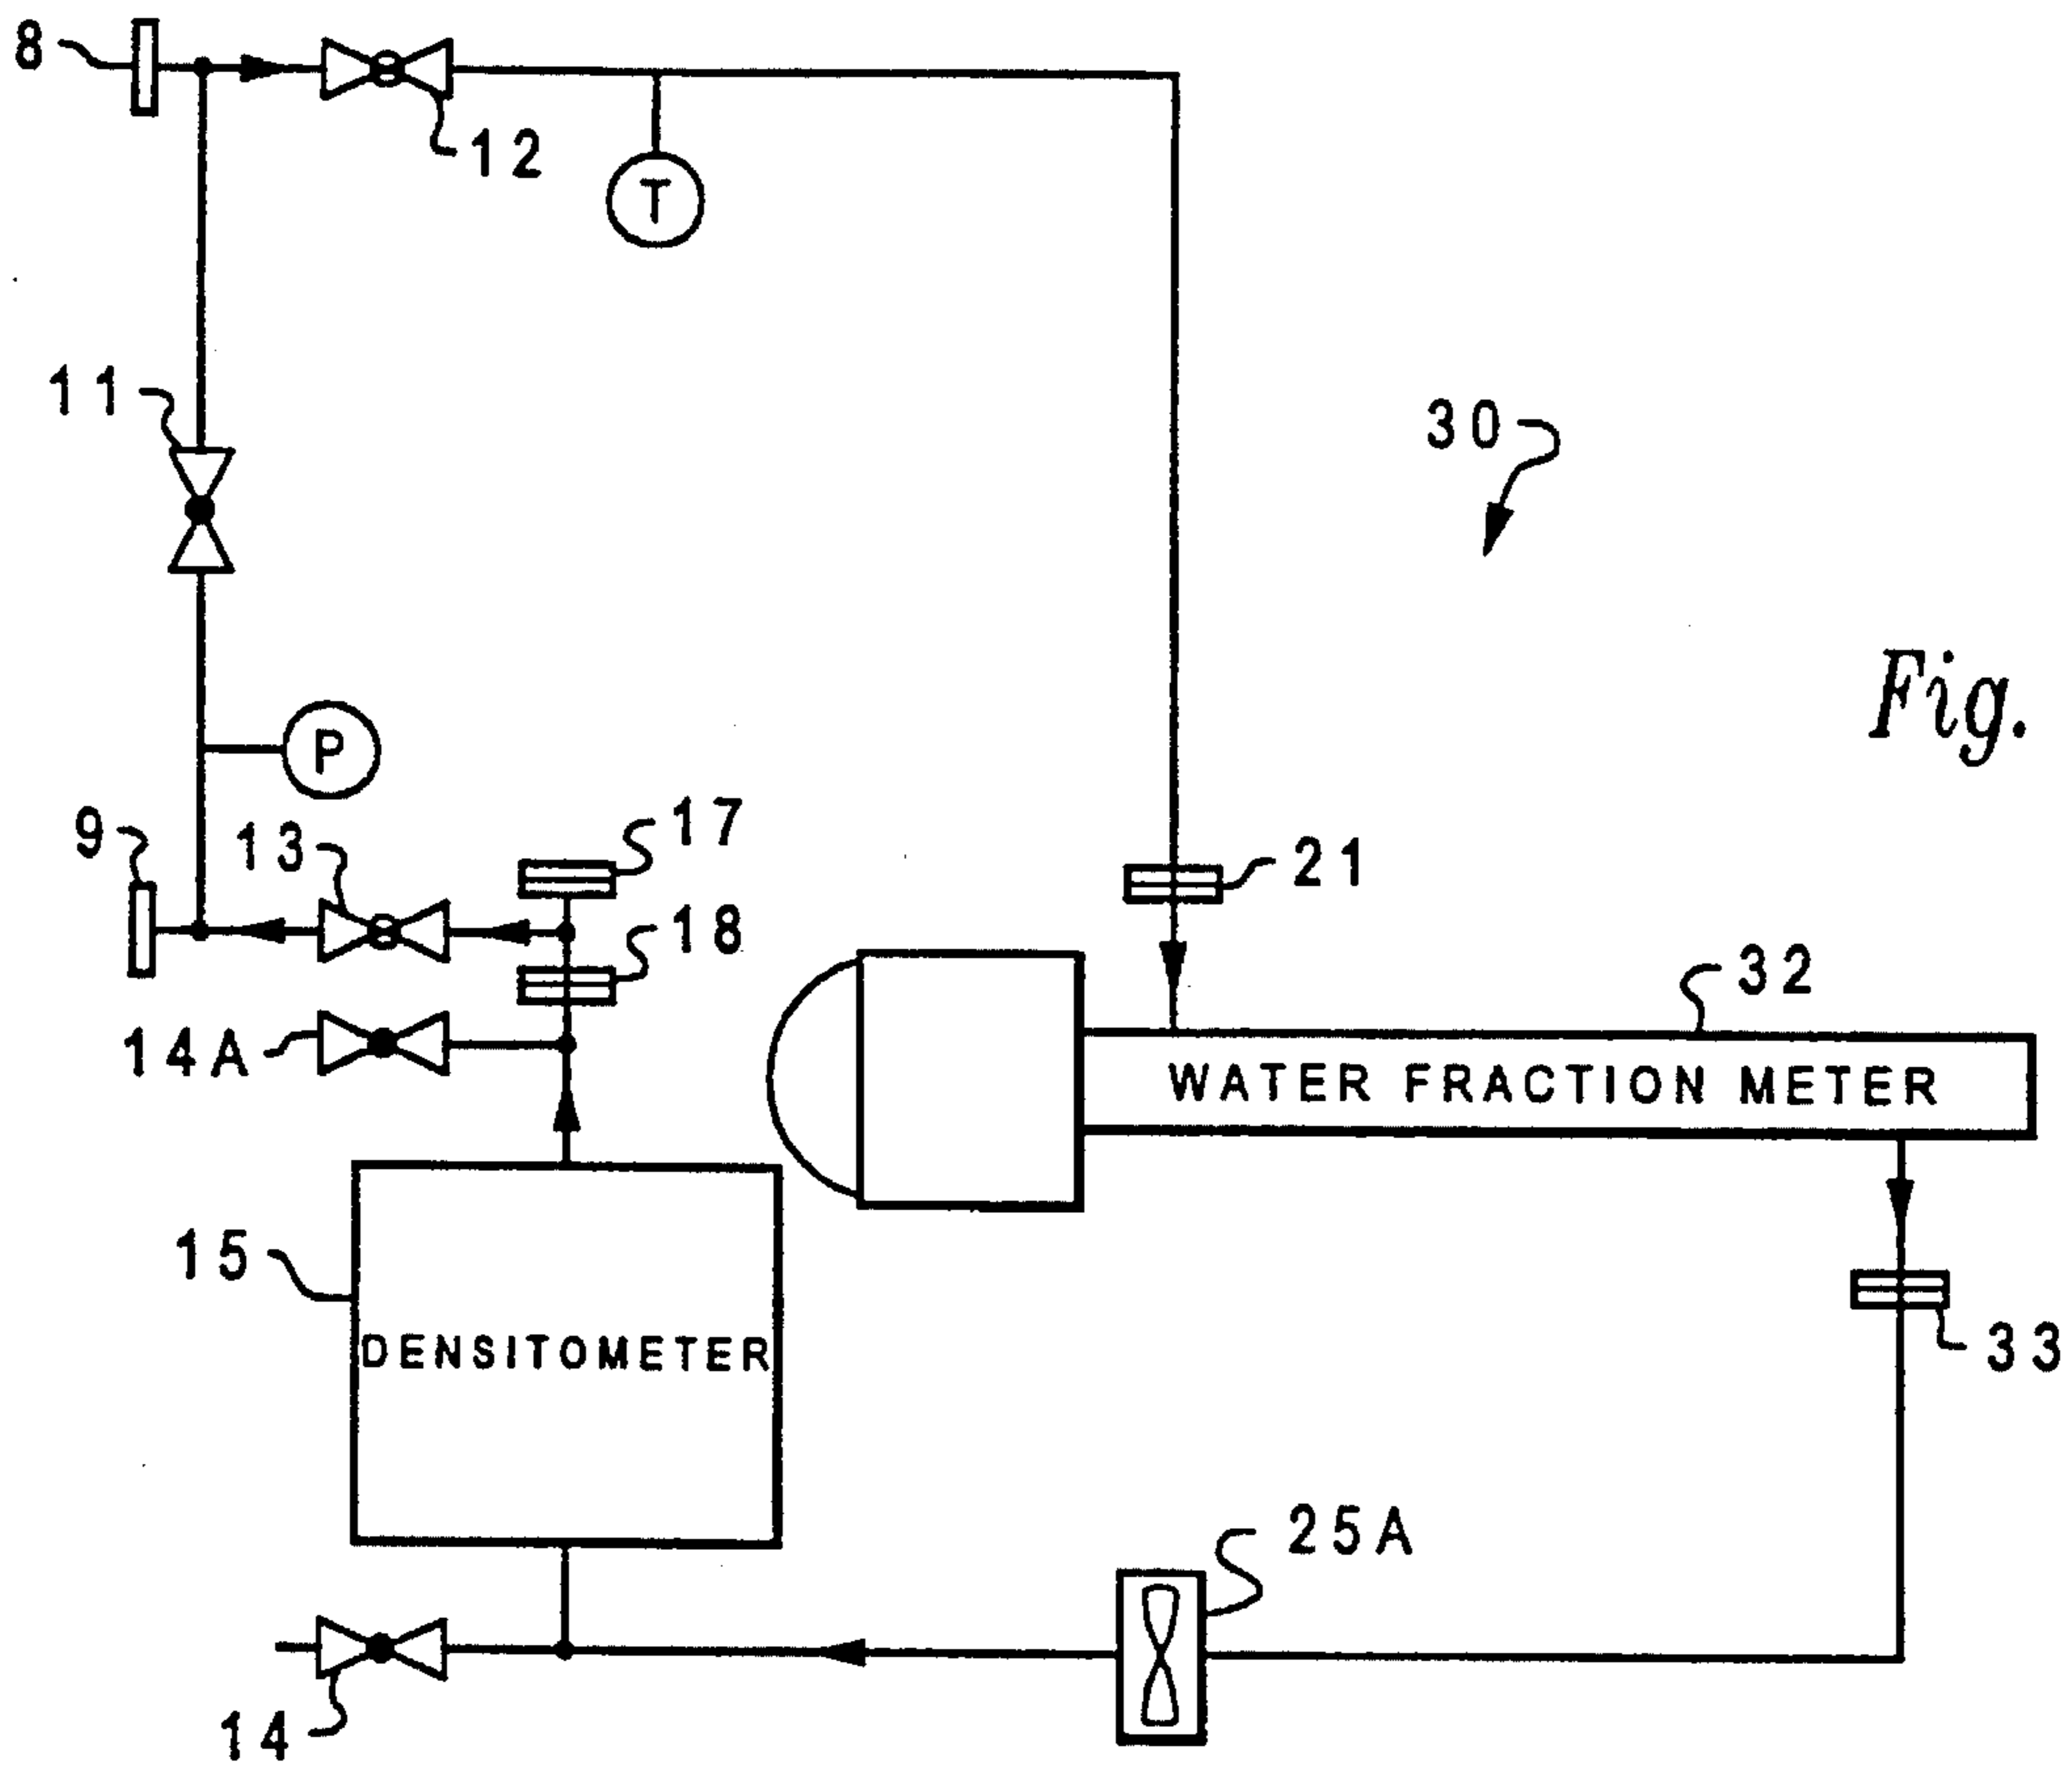 8
12
T
11
30
Fig.
P
9
13
17
21
18
32
14A
WATER FRACTION METER
15
33
DENSITOMETER
25A
14